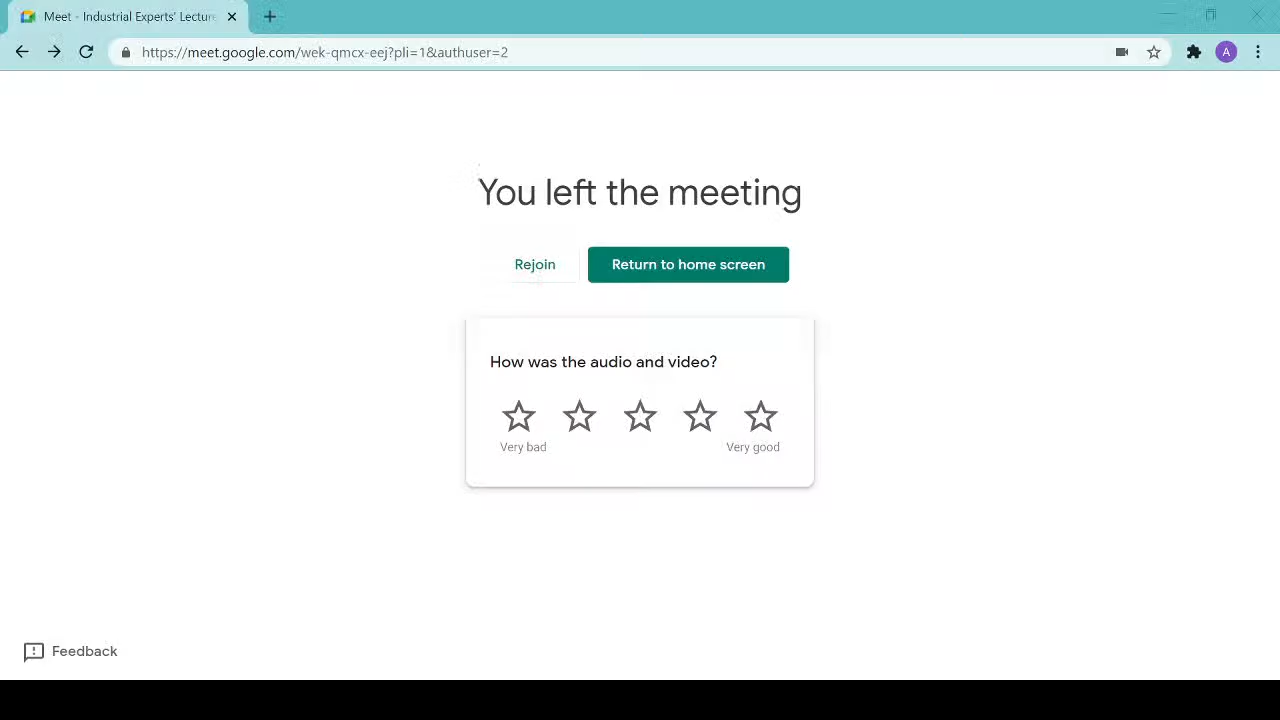 Meet - Industrial Experts' Lecture
https://meet.google.com/wek-qmcx-eej?pli=1&authuser=2
A
You left the meeting
Rejoin
Return to home screen
How was the audio and video?
Very bad
Very good
Feedback